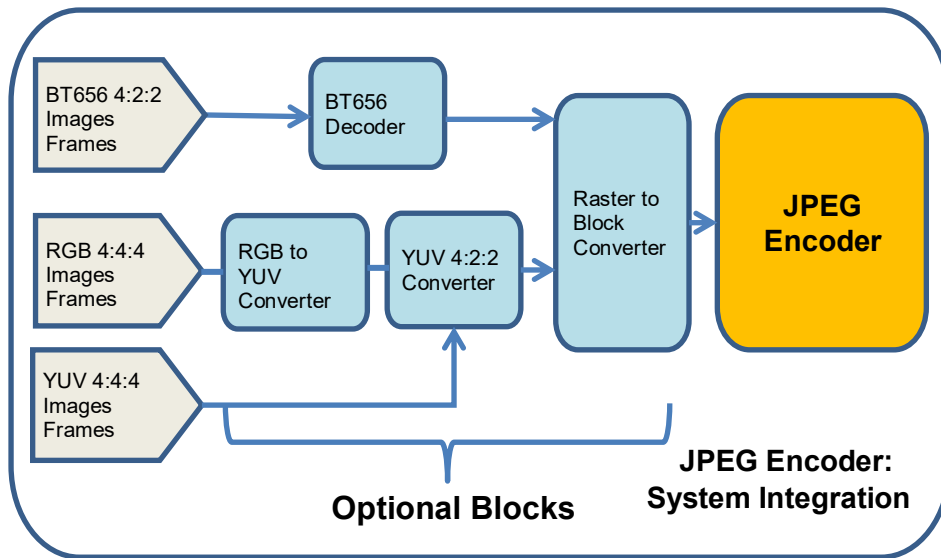 BT656 4:2:2
Images
Frames
BT656
Decoder
RGB 4:4:4
Images
Frames
RGB to
YUV
Converter
YUV 4:2:2
Converter
Raster to
Block
Converter
JPEG
Encoder
YUV 4:4:4
Images
Frames
Optional Blocks
JPEG Encoder:
System Integration